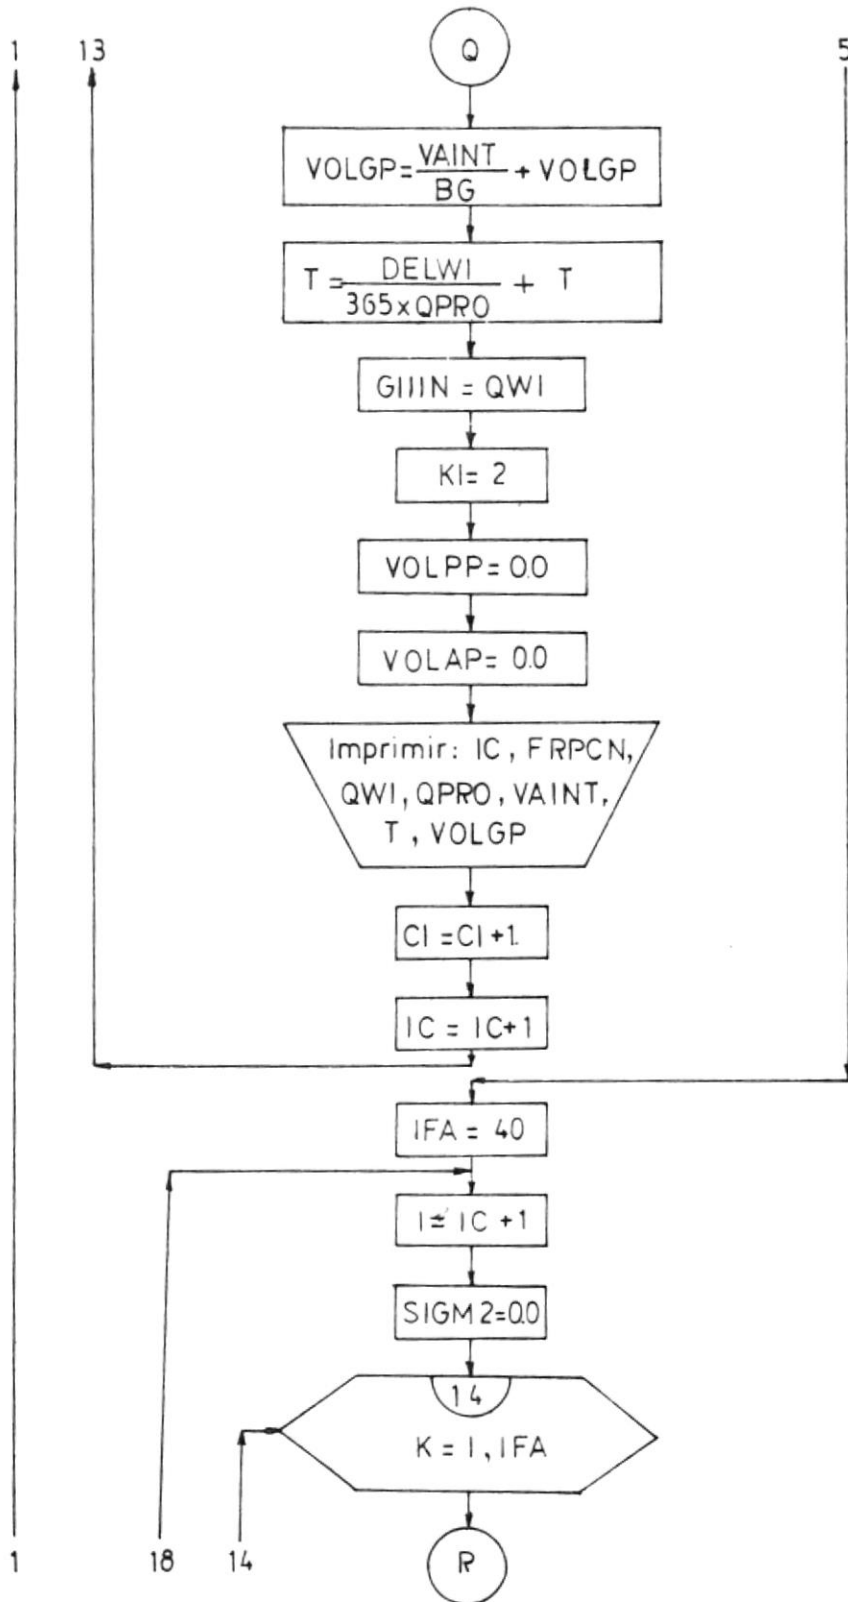 1 13 Q 5
VOLGP = VAINT / BG + VOLGP
T = DELWI / 365 x QPRO + T
GIIIN = QWI
KI = 2
VOLPP = 0.0
VOLAP = 0.0
Imprimir: IC, FRPCN,
QWI, QPRO, VAINT,
T, VOLGP
CI = CI + 1.
IC = IC + 1
IFA = 40
I = IC + 1
SIGM2 = 0.0
14
K = I, IFA
1 18 14 R